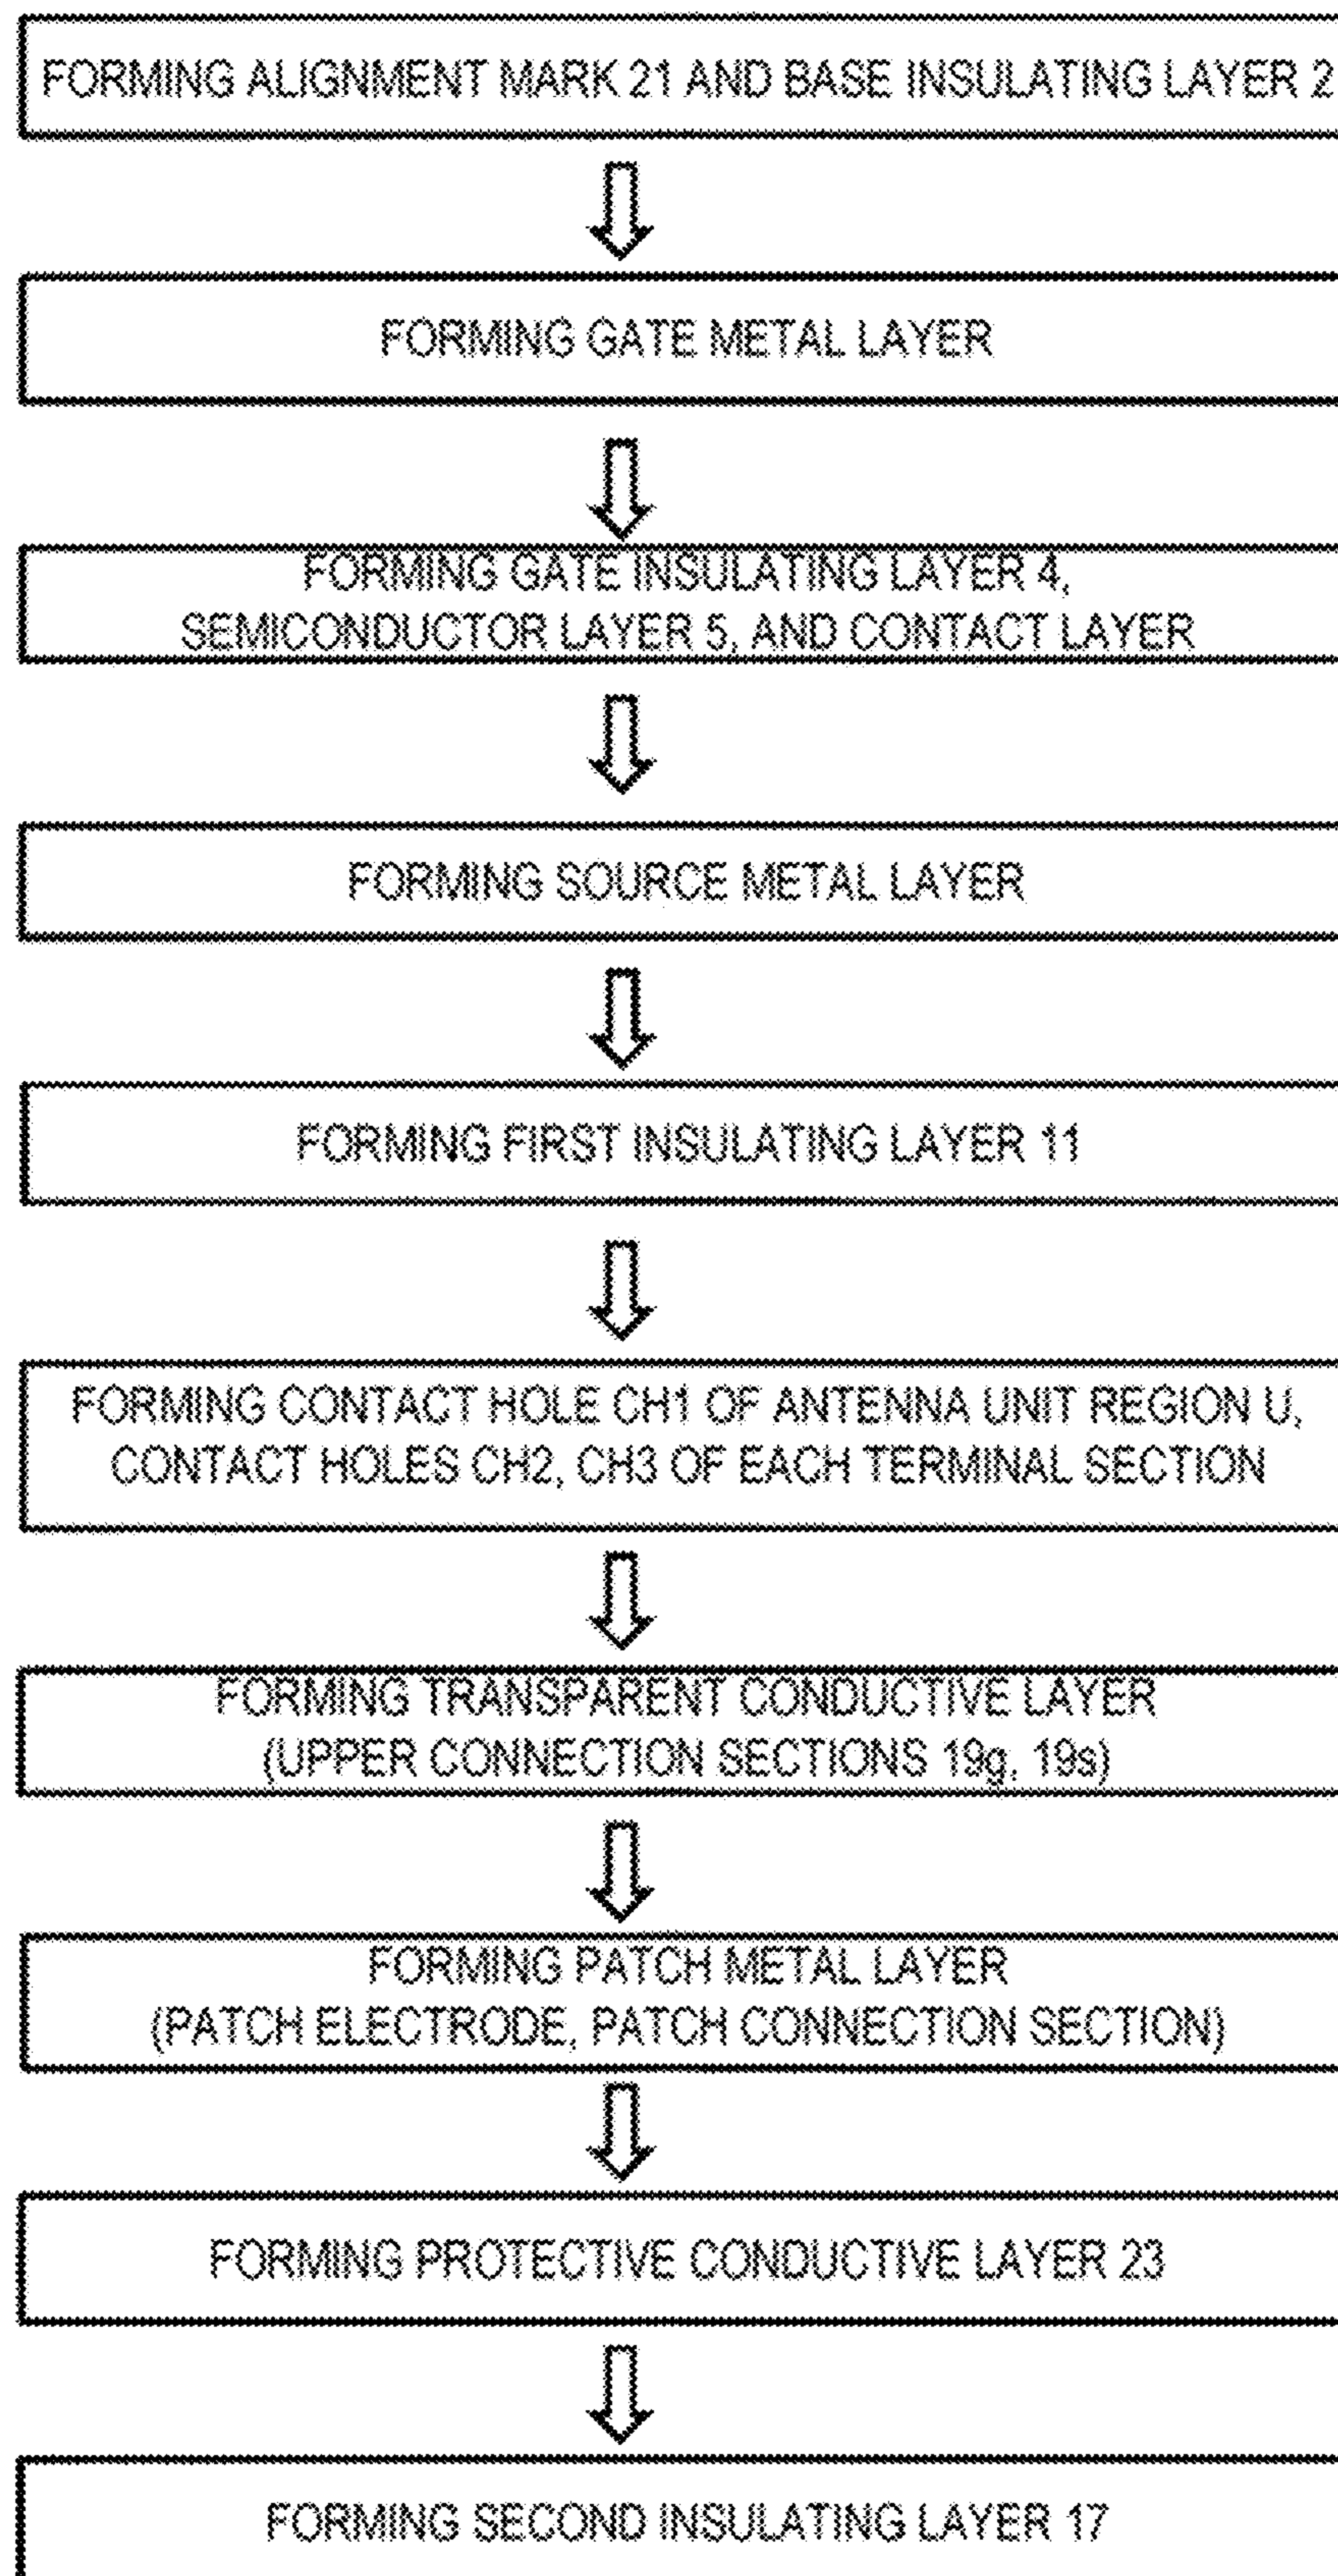 FORMING ALIGNMENT MARK 21 AND BASE INSULATING LAYER 2
FORMING GATE METAL LAYER
FORMING GATE INSULATING LAYER 4,
SEMICONDUCTOR LAYER 5, AND CONTACT LAYER
FORMING SOURCE METAL LAYER
FORMING FIRST INSULATING LAYER 11
FORMING CONTACT HOLE CH1 OF ANTENNA UNIT REGION U,
CONTACT HOLES CH2, CH3 OF EACH TERMINAL SECTION
FORMING TRANSPARENT CONDUCTIVE LAYER
(UPPER CONNECTION SECTIONS 19g, 19s)
FORMING PATCH METAL LAYER
(PATCH ELECTRODE, PATCH CONNECTION SECTION)
FORMING PROTECTIVE CONDUCTIVE LAYER 23
FORMING SECOND INSULATING LAYER 17